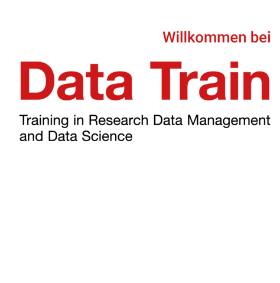 Willkommen bei
Data Train
Training in Research Data Management
and Data Science